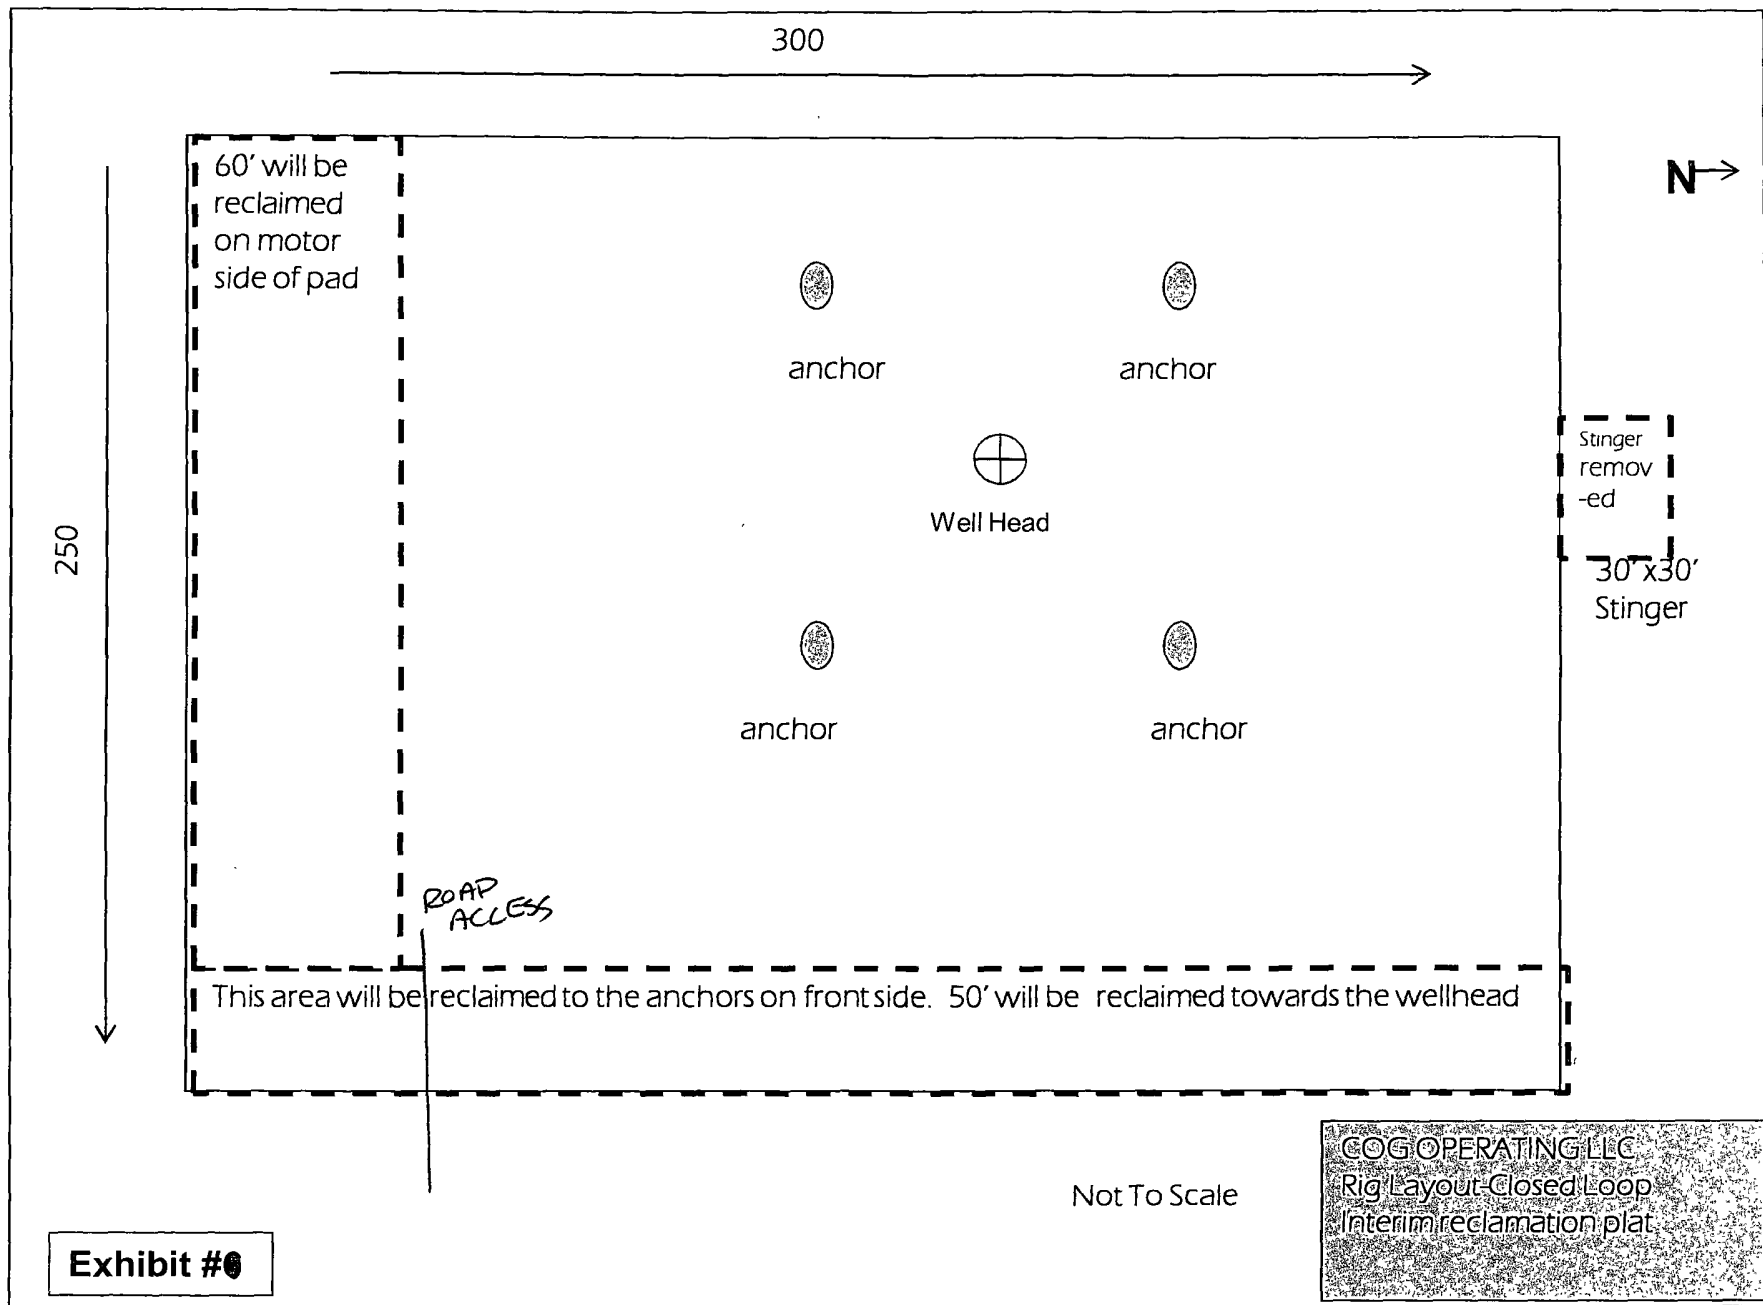 300
60' will be
reclaimed
on motor
side of pad
N
anchor
anchor
Stinger
remov
-ed
Well Head
250
30'x30'
Stinger
anchor
anchor
ROAD
ACCESS
This area will be reclaimed to the anchors on front side. 50' will be reclaimed towards the wellhead
COG OPERATING LLC
Rig Layout-Closed Loop
Interim reclamation plat
Not To Scale
Exhibit #6